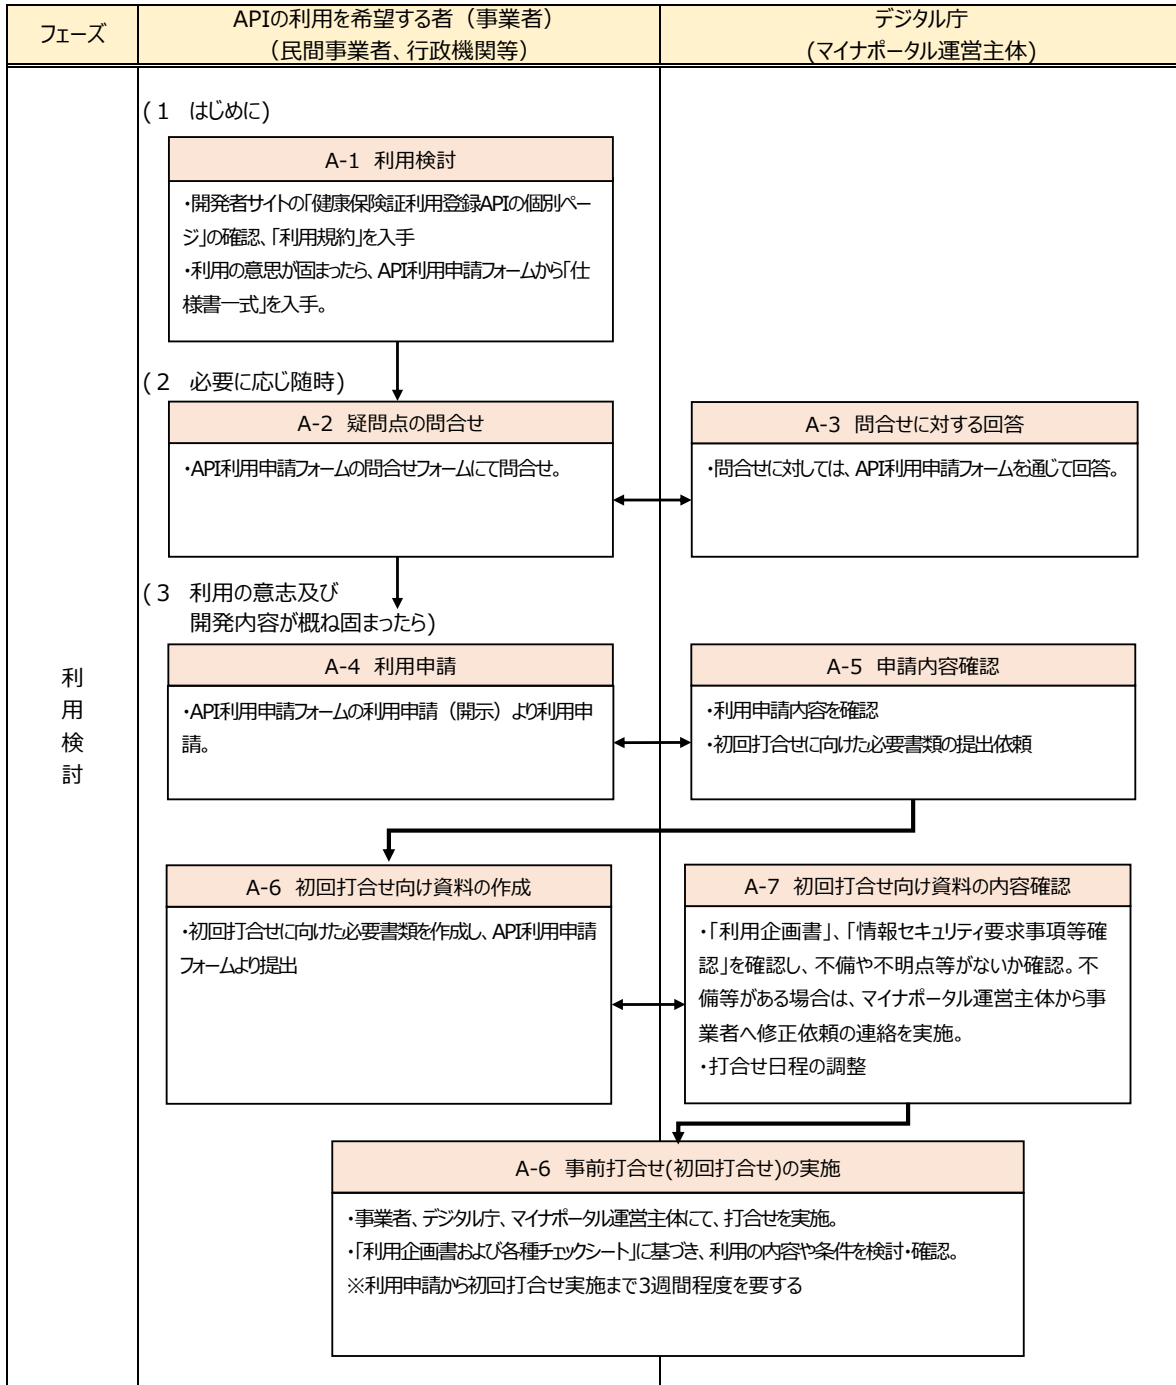 フェーズ
APIの利用を希望する者（事業者）
（民間事業者、行政機関等）
デジタル庁
(マイナポータル運営主体)
(１　はじめに)
A-1 利用検討
・開発者サイトの「健康保険証利用登録APIの個別ペー
ジ」の確認、「利用規約」を入手
・利用の意思が固まったら、API利用申請フォームから「仕
様書一式」を入手。
(２　必要に応じ随時)
A-2 疑問点の問合せ
・API利用申請フォームの問合せフォームにて問合せ。
A-3 問合せに対する回答
・問合せに対しては、API利用申請フォームを通じて回答。
(３　利用の意志及び
開発内容が概ね固まったら)
利
用
検
討
A-4 利用申請
・API利用申請フォームの利用申請（開示）より利用申
請。
A-5 申請内容確認
・利用申請内容を確認
・初回打合せに向けた必要書類の提出依頼
A-6 初回打合せ向け資料の作成
・初回打合せに向けた必要書類を作成し、API利用申請
フォームより提出
A-7 初回打合せ向け資料の内容確認
・「利用企画書」、「情報セキュリティ要求事項等確
認」を確認し、不備や不明点等がないか確認。不
備等がある場合は、マイナポータル運営主体から事
業者へ修正依頼の連絡を実施。
・打合せ日程の調整
A-6 事前打合せ(初回打合せ)の実施
・事業者、デジタル庁、マイナポータル運営主体にて、打合せを実施。
・「利用企画書および各種チェックシート」に基づき、利用の内容や条件を検討・確認。
※利用申請から初回打合せ実施まで3週間程度を要する